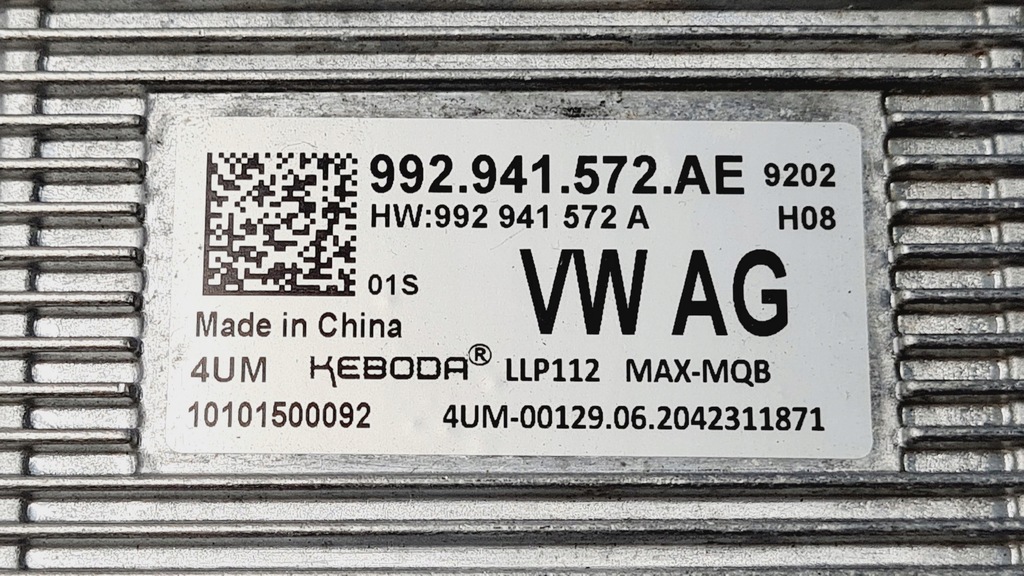 992.941.572.AE 9202
HW:992 941 572 A H08
01S
VW AG
Made in China
4UM KEBODA® LLP112 MAX-MQB
10101500092 4UM-00129.06.2042311871